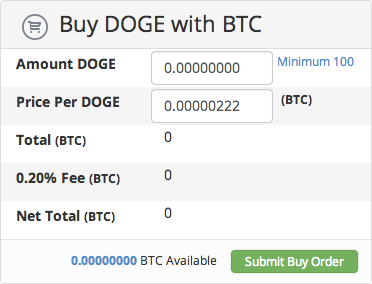 Buy DOGE with BTC
Amount DOGE 0.00000000 Minimum 100
Price Per DOGE 0.00000222 (BTC)
Total (BTC) 0
0.20% Fee (BTC) 0
Net Total (BTC) 0
0.00000000 BTC Available Submit Buy Order